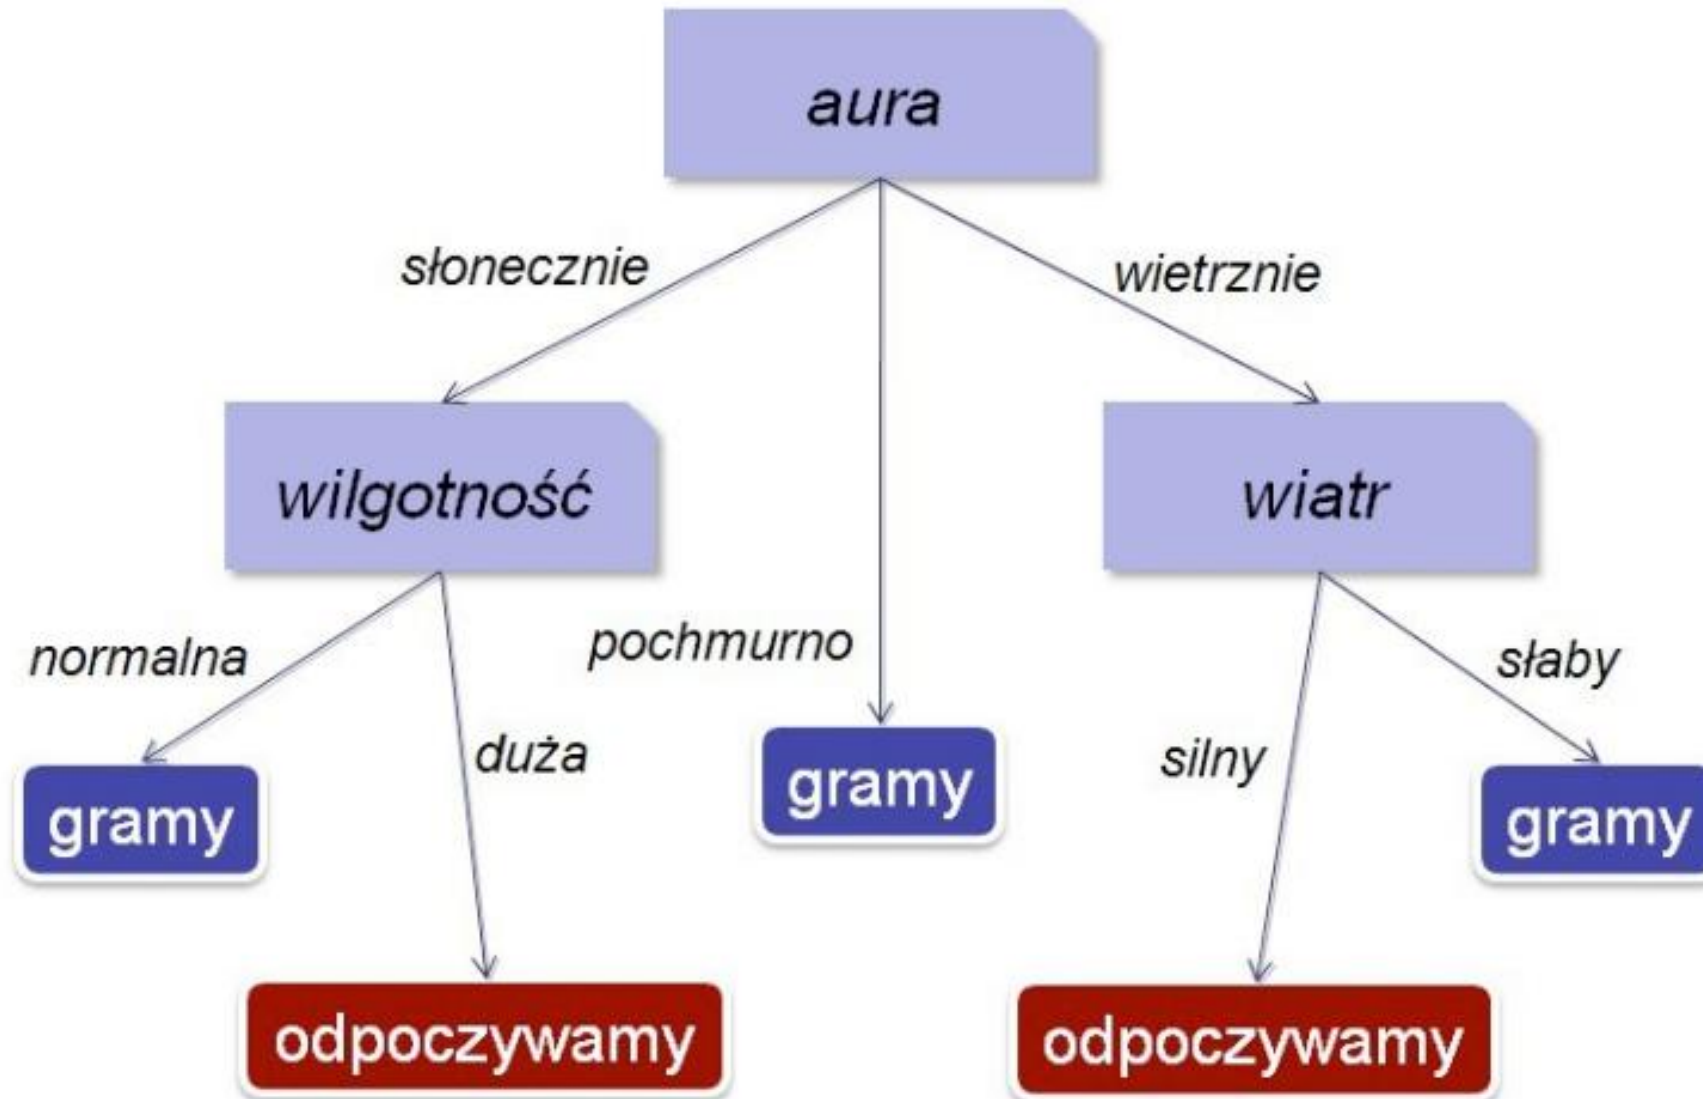 aura
słonecznie
wietrznie
wilgotność
wiatr
normalna
pochmurno
słaby
duża
silny
gramy
gramy
gramy
odpoczywamy
odpoczywamy